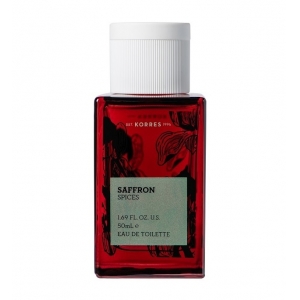 KORRES
SAFFRON
SPICES
1.69 FL. OZ. U.S.
50mL e
EAU DE TOILETTE